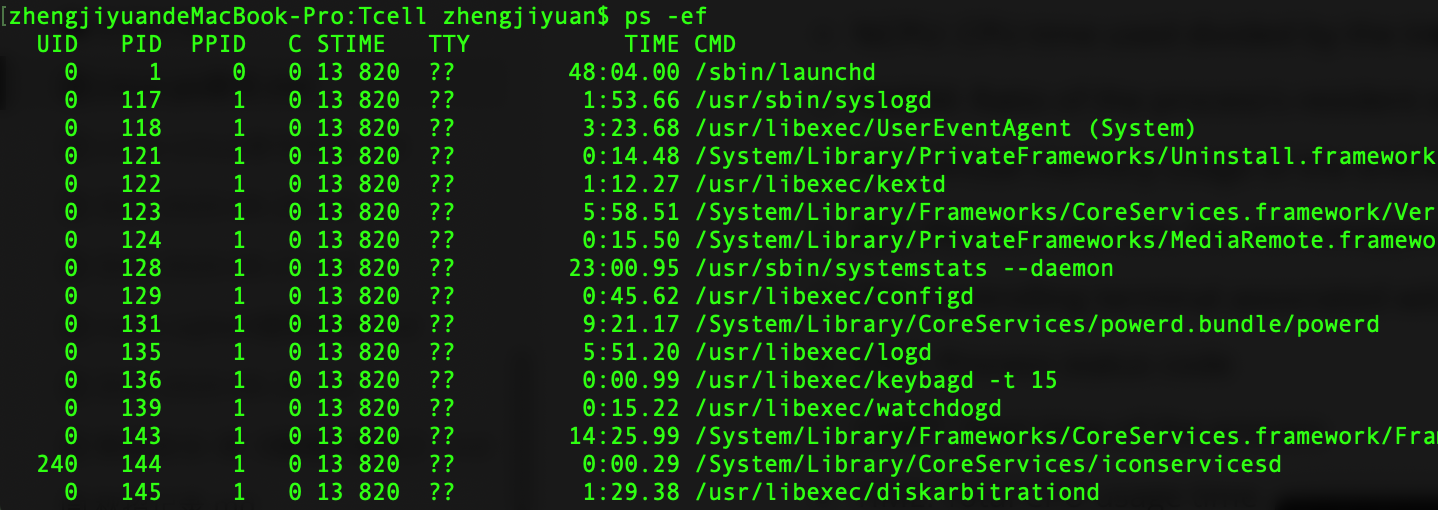 [zhengjiyuandeMacBook-Pro:Tcell zhengjiyuan$ ps -ef
UID PID PPID C STIME TTY TIME CMD
0 1 0 0 13 820 ?? 48:04.00 /sbin/launchd
0 117 1 0 13 820 ?? 1:53.66 /usr/sbin/syslogd
0 118 1 0 13 820 ?? 3:23.68 /usr/libexec/UserEventAgent (System)
0 121 1 0 13 820 ?? 0:14.48 /System/Library/PrivateFrameworks/Uninstall.framework
0 122 1 0 13 820 ?? 1:12.27 /usr/libexec/kextd
0 123 1 0 13 820 ?? 5:58.51 /System/Library/Frameworks/CoreServices.framework/Ver
0 124 1 0 13 820 ?? 0:15.50 /System/Library/PrivateFrameworks/MediaRemote.framewo
0 128 1 0 13 820 ?? 23:00.95 /usr/sbin/systemstats --daemon
0 129 1 0 13 820 ?? 0:45.62 /usr/libexec/configd
0 131 1 0 13 820 ?? 9:21.17 /System/Library/CoreServices/powerd.bundle/powerd
0 135 1 0 13 820 ?? 5:51.20 /usr/libexec/logd
0 136 1 0 13 820 ?? 0:00.99 /usr/libexec/keybagd -t 15
0 139 1 0 13 820 ?? 0:15.22 /usr/libexec/watchdogd
0 143 1 0 13 820 ?? 14:25.99 /System/Library/Frameworks/CoreServices.framework/Fra
240 144 1 0 13 820 ?? 0:00.29 /System/Library/CoreServices/iconservicesd
0 145 1 0 13 820 ?? 1:29.38 /usr/libexec/diskarbitrationd